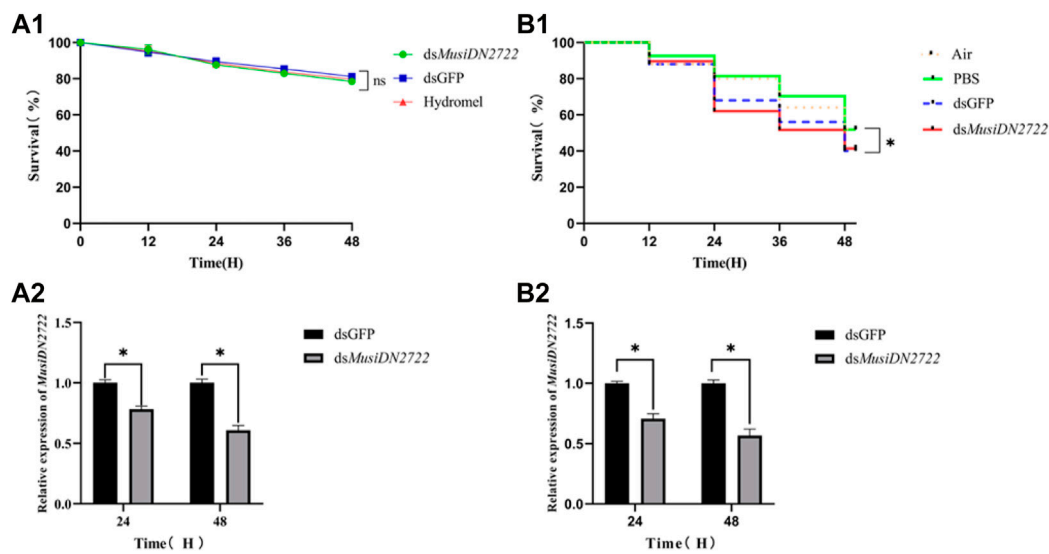 A1
100
80
60
40
20
0
Survival( %)
0 12 24 36 48
Time(H)
dsMusiDN2722
dsGFP
Hydromel
ns
B1
100
80
60
40
20
0
Survival( %)
0 12 24 36 48
Time(H)
Air
PBS
dsGFP
dsMusiDN2722
*
A2
1.5
1.0
0.5
0.0
Relative expression of MusiDN2722
* *
24 48
Time( H)
dsGFP
dsMusiDN2722
B2
1.5
1.0
0.5
0.0
Relative expression of MusiDN2722
* *
24 48
Time( H)
dsGFP
dsMusiDN2722